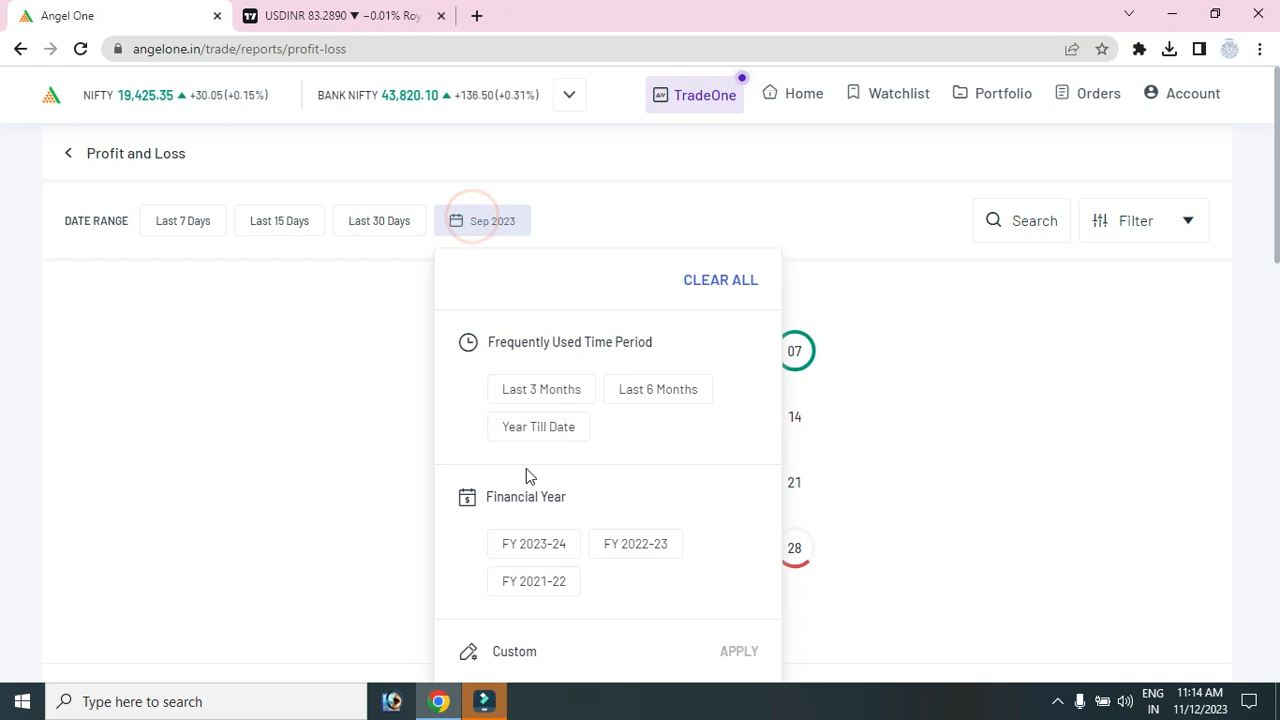 Angel One
USDINR 83.2890 ▼ −0.01% Roy
angelone.in/trade/reports/profit-loss
NIFTY 19,425.35 ▲ +30.05 (+0.15%)
BANK NIFTY 43,820.10 ▲ +136.50 (+0.31%)
TradeOne
Home
Watchlist
Portfolio
Orders
Account
Profit and Loss
DATE RANGE
Last 7 Days
Last 15 Days
Last 30 Days
Sep 2023
Search
Filter
CLEAR ALL
Frequently Used Time Period
07
Last 3 Months
Last 6 Months
14
Year Till Date
21
Financial Year
FY 2023-24
FY 2022-23
28
FY 2021-22
Custom
APPLY
Type here to search
ENG
IN
11:14 AM
11/12/2023